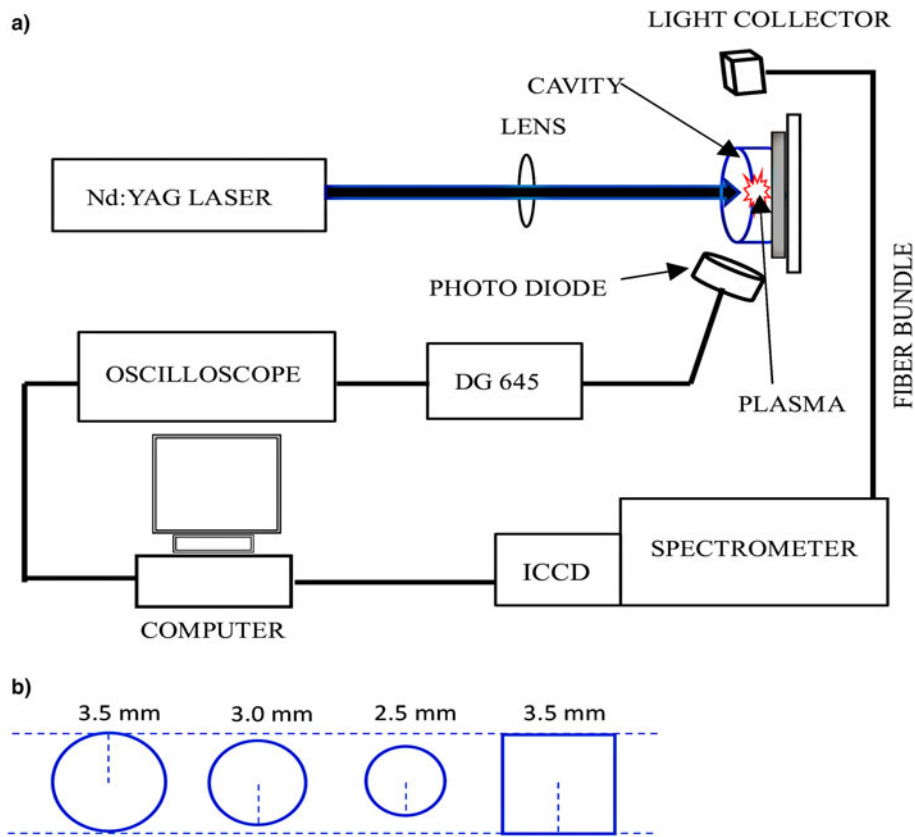 a)
LIGHT COLLECTOR
CAVITY
LENS
Nd:YAG LASER
PHOTO DIODE
FIBER BUNDLE
OSCILLOSCOPE
DG 645
PLASMA
SPECTROMETER
ICCD
COMPUTER
b)
3.5 mm 3.0 mm 2.5 mm 3.5 mm